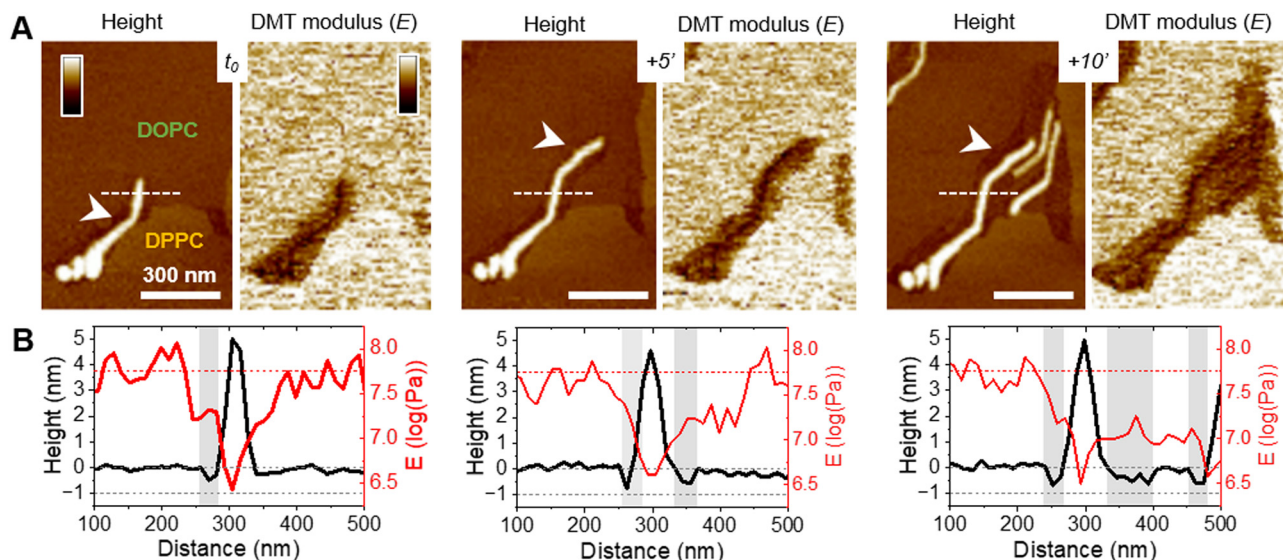 A
Height
DMT modulus (E)
Height
DMT modulus (E)
Height
DMT modulus (E)
t0
+5'
+10'
DOPC
DPPC
300 nm
B
Height (nm)
5
4
3
2
1
0
−1
8.0
7.5
7.0
6.5
E (log(Pa))
100 200 300 400 500
Distance (nm)
Height (nm)
5
4
3
2
1
0
−1
8.0
7.5
7.0
6.5
E (log(Pa))
100 200 300 400 500
Distance (nm)
Height (nm)
5
4
3
2
1
0
−1
8.0
7.5
7.0
6.5
E (log(Pa))
100 200 300 400 500
Distance (nm)